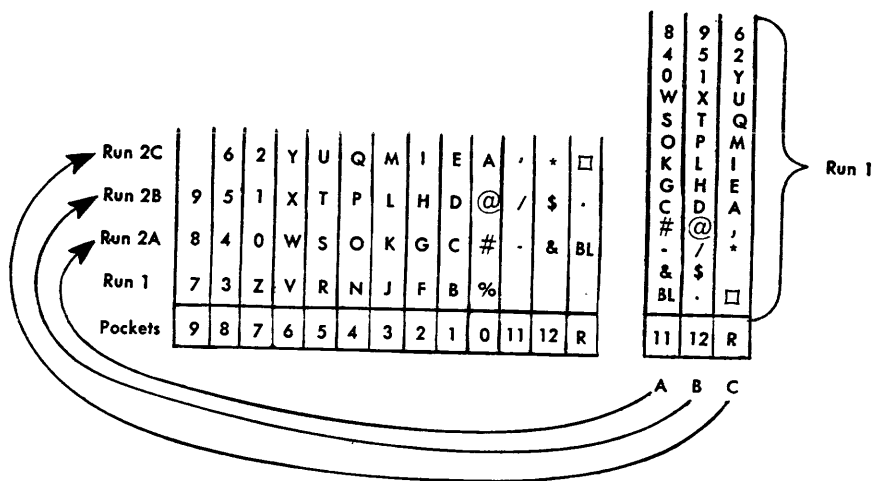 8 9 6
4 5 2
0 1 Y
W X U
S T Q
O P M
K L I
G H E
C D A
# @ ,
- / *
& $
BL . ⌑
Run 1
Run 2C 6 2 Y U Q M I E A , * ⌑
Run 2B 9 5 1 X T P L H D @ / $ .
Run 2A 8 4 0 W S O K G C # - & BL
Run 1 7 3 Z V R N J F B %
Pockets 9 8 7 6 5 4 3 2 1 0 11 12 R
11 12 R
A B C